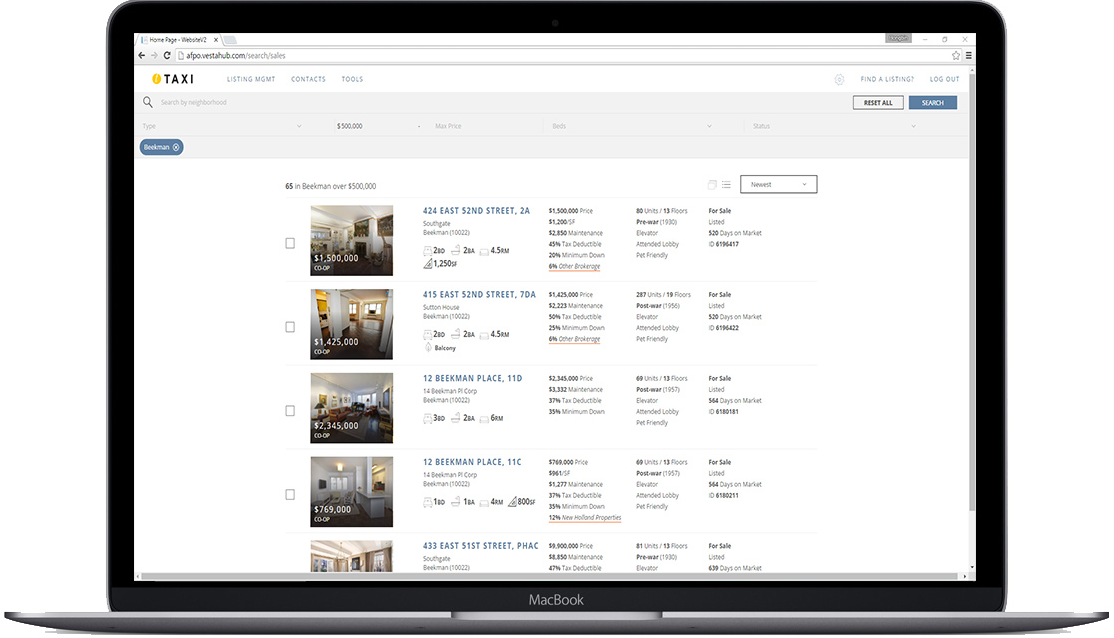 Home Page - WebsiteV2
afpo.vestahub.com/search/sales
TAXI LISTING MGMT CONTACTS TOOLS FIND A LISTING? LOG OUT
Search by neighborhood RESET ALL SEARCH
Type $500,000 - Max Price Beds Status
Beekman
65 in Beekman over $500,000 Newest
424 EAST 52ND STREET, 2A
Southgate
Beekman (10022)
2BD 2BA 4.5RM
1,250SF
$1,500,000
CO-OP
$1,500,000 Price
$1,200/SF
$2,850 Maintenance
45% Tax Deductible
20% Minimum Down
6% Other Brokerage
80 Units / 13 Floors
Pre-war (1930)
Elevator
Attended Lobby
Pet Friendly
For Sale
Listed
520 Days on Market
ID 6196417
415 EAST 52ND STREET, 7DA
Sutton House
Beekman (10022)
2BD 2BA 4.5RM
Balcony
$1,425,000
CO-OP
$1,425,000 Price
$2,223 Maintenance
50% Tax Deductible
25% Minimum Down
6% Other Brokerage
287 Units / 19 Floors
Post-war (1956)
Elevator
Attended Lobby
Pet Friendly
For Sale
Listed
520 Days on Market
ID 6196422
12 BEEKMAN PLACE, 11D
14 Beekman Pl Corp
Beekman (10022)
3BD 2BA 6RM
$2,345,000
CO-OP
$2,345,000 Price
$3,332 Maintenance
37% Tax Deductible
35% Minimum Down
69 Units / 13 Floors
Post-war (1957)
Elevator
Attended Lobby
Pet Friendly
For Sale
Listed
564 Days on Market
ID 6180181
12 BEEKMAN PLACE, 11C
14 Beekman Pl Corp
Beekman (10022)
1BD 1BA 4RM 800SF
$769,000
CO-OP
$769,000 Price
$961/SF
$1,277 Maintenance
37% Tax Deductible
35% Minimum Down
12% New Holland Properties
69 Units / 13 Floors
Post-war (1957)
Elevator
Attended Lobby
Pet Friendly
For Sale
Listed
564 Days on Market
ID 6180211
433 EAST 51ST STREET, PHAC
Southgate
Beekman (10022)
$9,900,000 Price
$8,850 Maintenance
47% Tax Deductible
81 Units / 13 Floors
Pre-war (1930)
Elevator
For Sale
Listed
639 Days on Market
MacBook